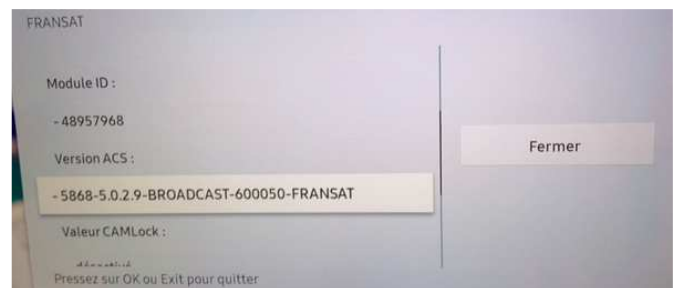 FRANSAT
Module ID :
- 48957968
Version ACS :
Fermer
- 5868-5.0.2.9-BROADCAST-600050-FRANSAT
Valeur CAMLock :
Pressez sur OK ou Exit pour quitter